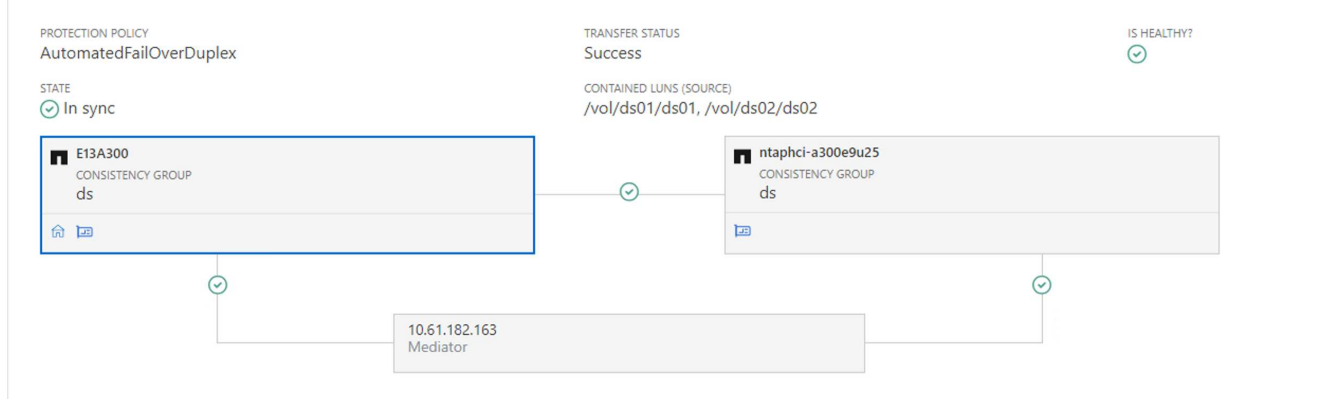 PROTECTION POLICY
AutomatedFailOverDuplex
TRANSFER STATUS
Success
IS HEALTHY?
STATE
In sync
CONTAINED LUNS (SOURCE)
/vol/ds01/ds01, /vol/ds02/ds02
E13A300
CONSISTENCY GROUP
ds
ntaphci-a300e9u25
CONSISTENCY GROUP
ds
10.61.182.163
Mediator